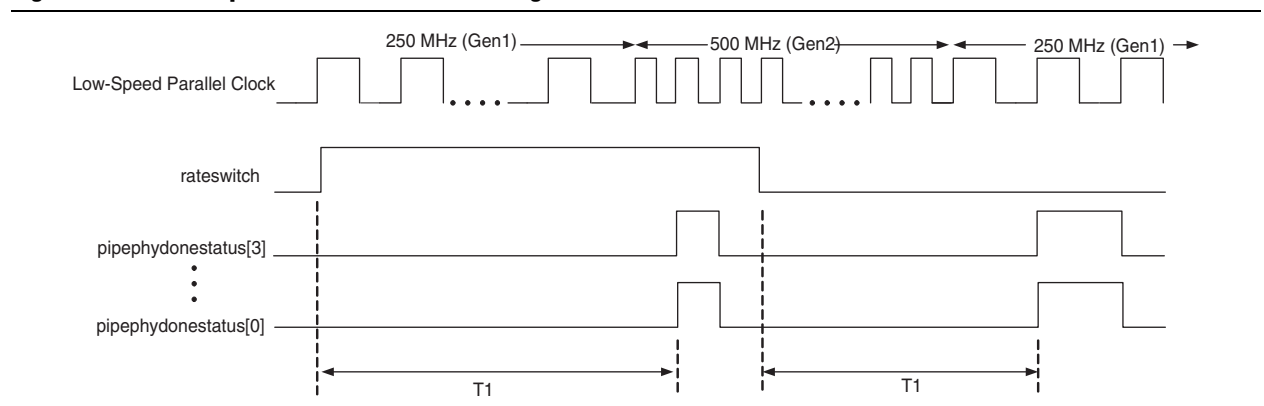 250 MHz (Gen1)
500 MHz (Gen2)
250 MHz (Gen1)
Low-Speed Parallel Clock
rateswitch
pipephydonestatus[3]
pipephydonestatus[0]
T1
T1